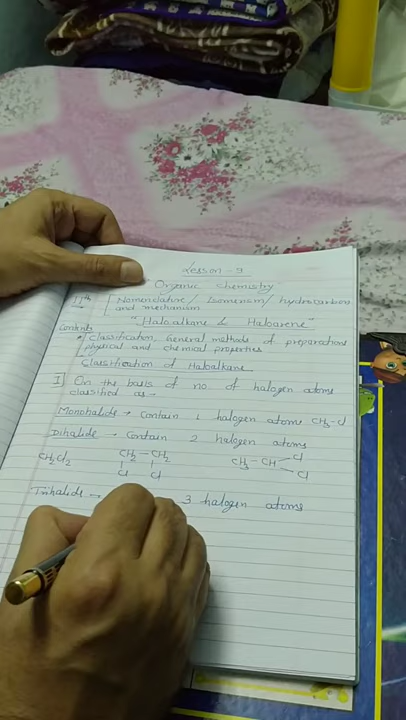 Lesson - 9
Organic chemistry
11th Nomenclature / Isomerism / hydrocarbon
and mechanism
"Haloalkane & Haloarene"
Contents
• Classification, General methods of preparations
physical and chemical properties
Classification of Haloalkane
I On the basis of no of halogen atoms
classified as -
Monohalide → Contain 1 halogen atoms CH3-Cl
Dihalide → Contain 2 halogen atoms
CH2Cl2 CH2 - CH2 CH3 - CH Cl
Cl Cl Cl
Trihalide → 3 halogen atoms